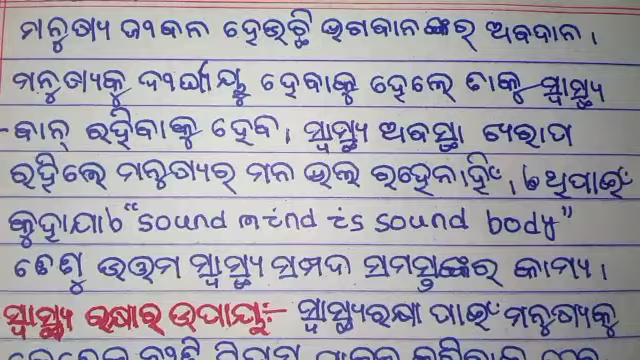 ମନୁଷ୍ୟ ଜୀବନ ହେଉଛି ଭଗବାନଙ୍କର ଅବଦାନ ।
ମନୁଷ୍ୟକୁ ଦୀର୍ଘାୟୁ ହେବାକୁ ହେଲେ ତାକୁ ସ୍ୱାସ୍ଥ୍ୟ
ବାନ୍ ରହିବାକୁ ହେବ। ସ୍ୱାସ୍ଥ୍ୟ ଅବସ୍ଥା ଖରାପ
ରହିଲେ ମନୁଷ୍ୟର ମନ ଭଲ ରହେନାହିଁ । ଏଥିପାଇଁ
କୁହାଯାଏ "sound mind is sound body"
ତେଣୁ ଉତ୍ତମ ସ୍ୱାସ୍ଥ୍ୟ ସମ୍ପଦ ସମସ୍ତଙ୍କର କାମ୍ୟ ।
ସ୍ୱାସ୍ଥ୍ୟ ରକ୍ଷାର ଉପାୟ:- ସ୍ୱାସ୍ଥ୍ୟରକ୍ଷା ପାଇଁ ମନୁଷ୍ୟକୁ